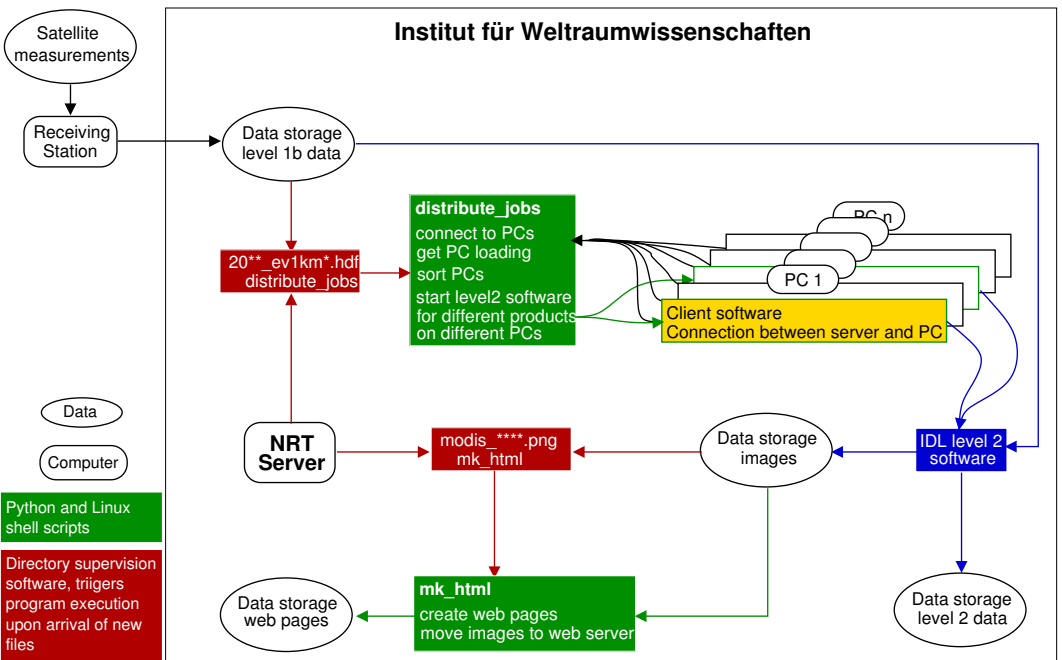 Institut für Weltraumwissenschaften
Satellite
measurements
Receiving
Station
Data storage
level 1b data
20**_ev1km*.hdf
distribute_jobs
distribute_jobs
connect to PCs
get PC loading
sort PCs
start level2 software
for different products
on different PCs
PC n
PC 1
Client software
Connection between server and PC
Data
Computer
Python and Linux
shell scripts
Directory supervision
software, triigers
program execution
upon arrival of new
files
NRT
Server
modis_****.png
mk_html
Data storage
images
IDL level 2
software
mk_html
create web pages
move images to web server
Data storage
web pages
Data storage
level 2 data